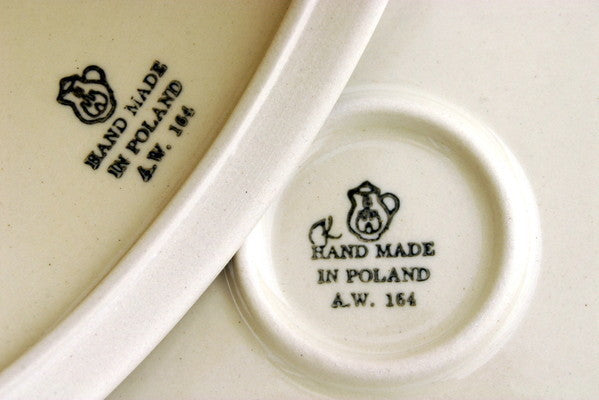 HAND MADE
IN POLAND
A.W. 164
K
HAND MADE
IN POLAND
A.W. 164